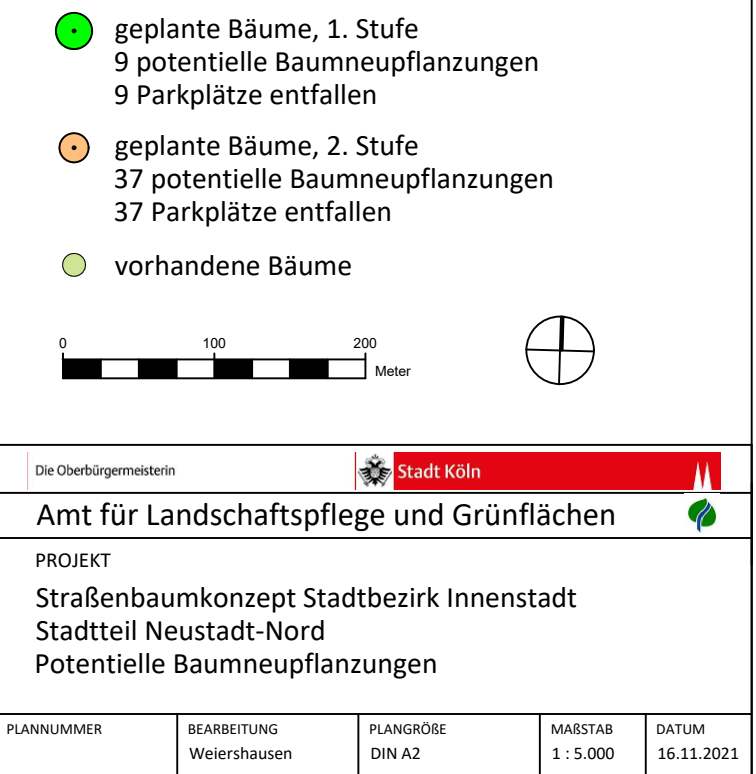 geplante Bäume, 1. Stufe
9 potentielle Baumneupflanzungen
9 Parkplätze entfallen
geplante Bäume, 2. Stufe
37 potentielle Baumneupflanzungen
37 Parkplätze entfallen
vorhandene Bäume
0 100 200
Meter
Die Oberbürgermeisterin Stadt Köln
Amt für Landschaftspflege und Grünflächen
PROJEKT
Straßenbaumkonzept Stadtbezirk Innenstadt
Stadtteil Neustadt-Nord
Potentielle Baumneupflanzungen
PLANNUMMER BEARBEITUNG PLANGRÖßE MAßSTAB DATUM
Weiershausen DIN A2 1 : 5.000 16.11.2021